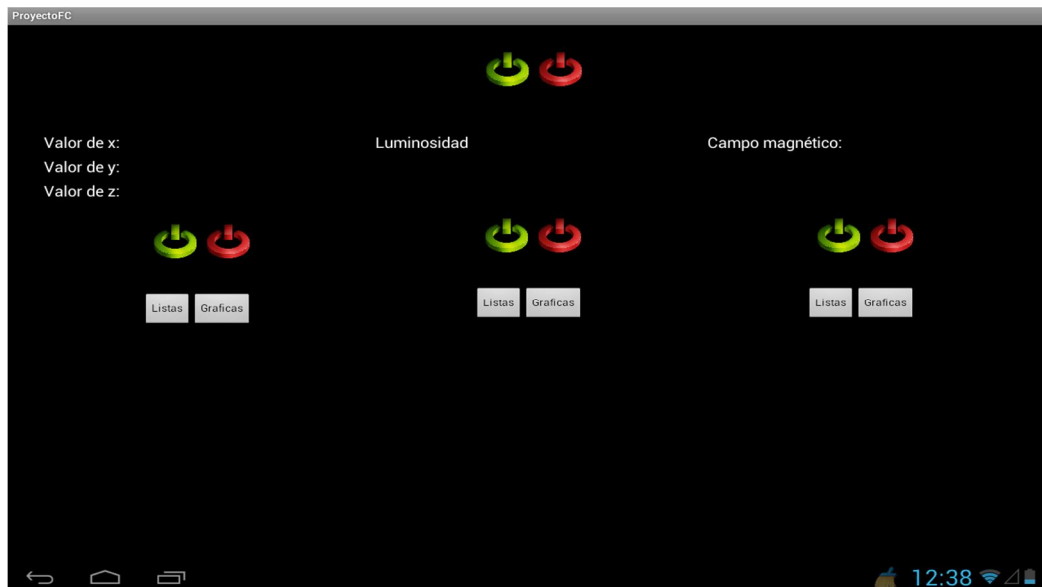 ProyectoFC
Valor de x:
Valor de y:
Valor de z:
Listas Graficas
Luminosidad
Listas Graficas
Campo magnético:
Listas Graficas
12:38